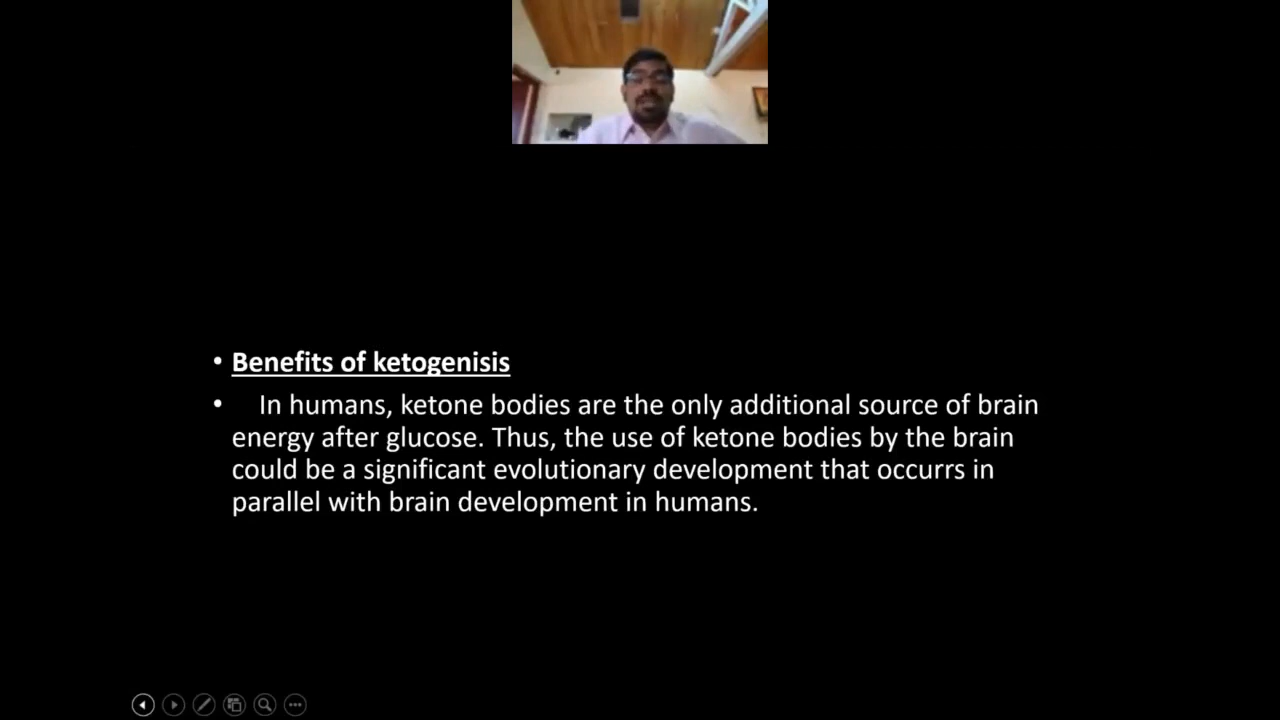 • Benefits of ketogenisis
• In humans, ketone bodies are the only additional source of brain
energy after glucose. Thus, the use of ketone bodies by the brain
could be a significant evolutionary development that occurrs in
parallel with brain development in humans.